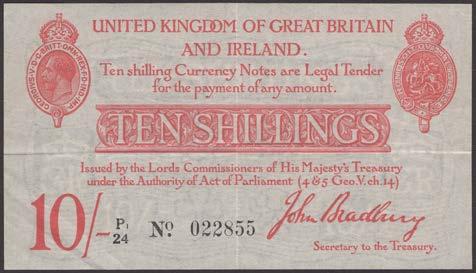 UNITED KINGDOM OF GREAT BRITAIN
AND IRELAND.
Ten shilling Currency Notes are Legal Tender
for the payment of any amount.
TEN SHILLINGS
Issued by the Lords Commissioners of His Majesty's Treasury
under the Authority of Act of Parliament (4 & 5 Geo. V. ch. 14)
10/- P1/24 No 022855 John Bradbury
Secretary to the Treasury.